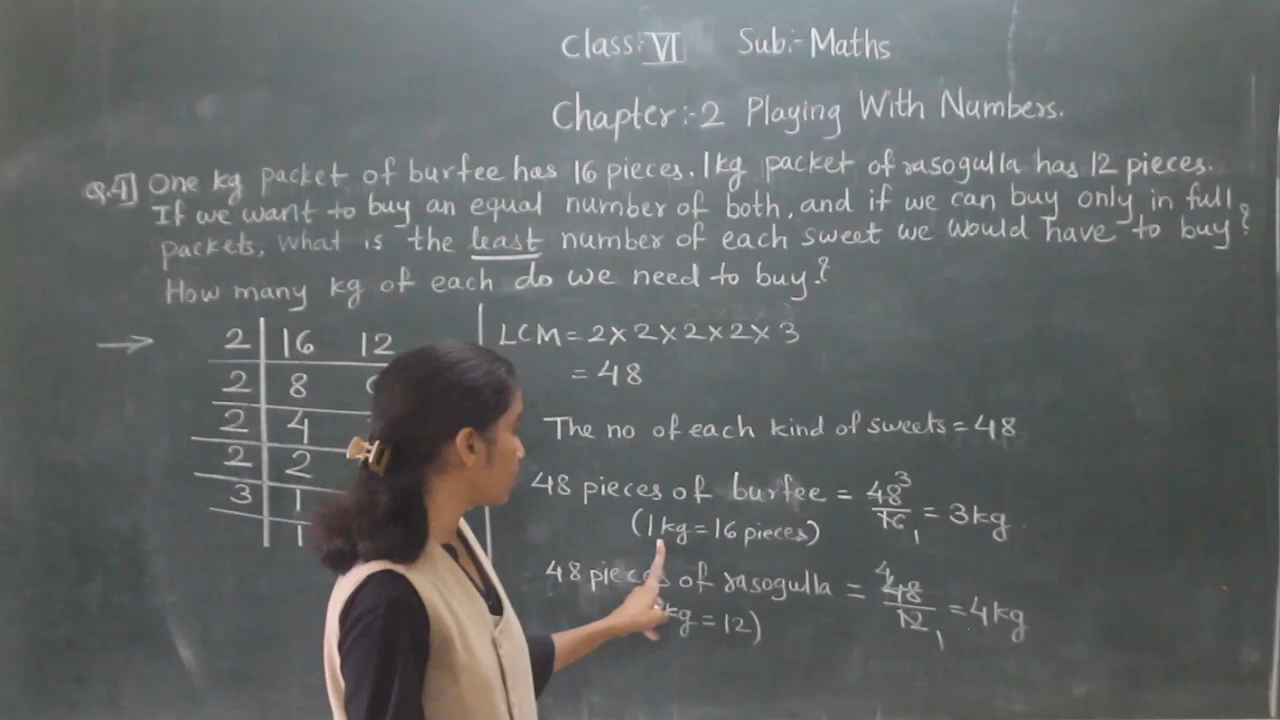 Class:- VI Sub:- Maths
Chapter:-2 Playing With Numbers.
Q.4] One kg packet of burfee has 16 pieces. 1kg packet of rasogulla has 12 pieces.
If we want to buy an equal number of both, and if we can buy only in full
packets, What is the least number of each sweet we would have to buy?
How many kg of each do we need to buy?
→ 2 | 16 12
2 | 8
2 | 4
2 | 2
3 | 1
1
LCM = 2×2×2×2×3
= 48
The no of each kind of sweets = 48
48 pieces of burfee = 48/16 3 1 = 3kg.
(1kg = 16 pieces)
48 pieces of rasogulla = 4 48/12 1 = 4kg
kg = 12)